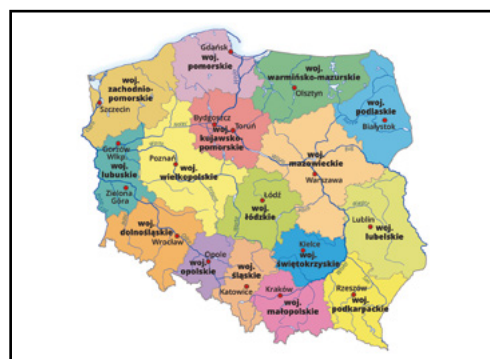 Gdańsk
woj.
pomorskie
woj.
zachodnio-
pomorskie
Szczecin
woj.
warmińsko-mazurskie
Olsztyn
woj.
podlaskie
Białystok
Bydgoszcz
Toruń
woj.
kujawsko-
pomorskie
Gorzów
Wlkp.
woj.
lubuskie
Zielona
Góra
Poznań
woj.
wielkopolskie
woj.
mazowieckie
Warszawa
Łódź
woj.
łódzkie
Lublin
woj.
lubelskie
woj.
dolnośląskie
Wrocław
Opole
woj.
opolskie
woj.
śląskie
Katowice
Kielce
woj.
świętokrzyskie
Kraków
woj.
małopolskie
Rzeszów
woj.
podkarpackie